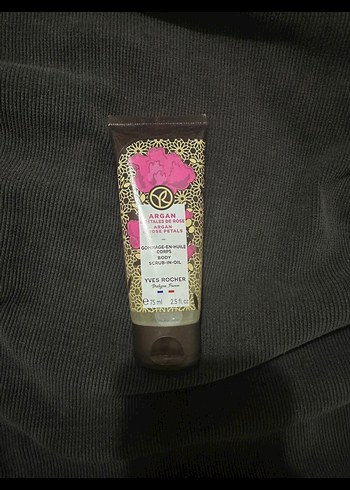 YR
ARGAN
PÉTALES DE ROSE
ARGAN
ROSE PETALS
GOMMAGE-EN-HUILE
CORPS
BODY
SCRUB-IN-OIL
YVES ROCHER
75 ml 2.5 fl.oz